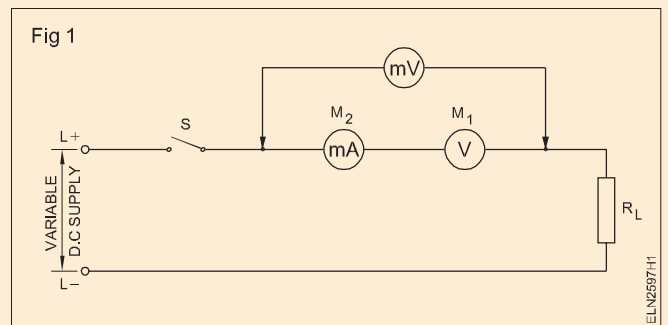 Fig 1
mV
S
M2
M1
L+
mA
V
VARIABLE
D.C SUPPLY
RL
L–
ELN2597H1